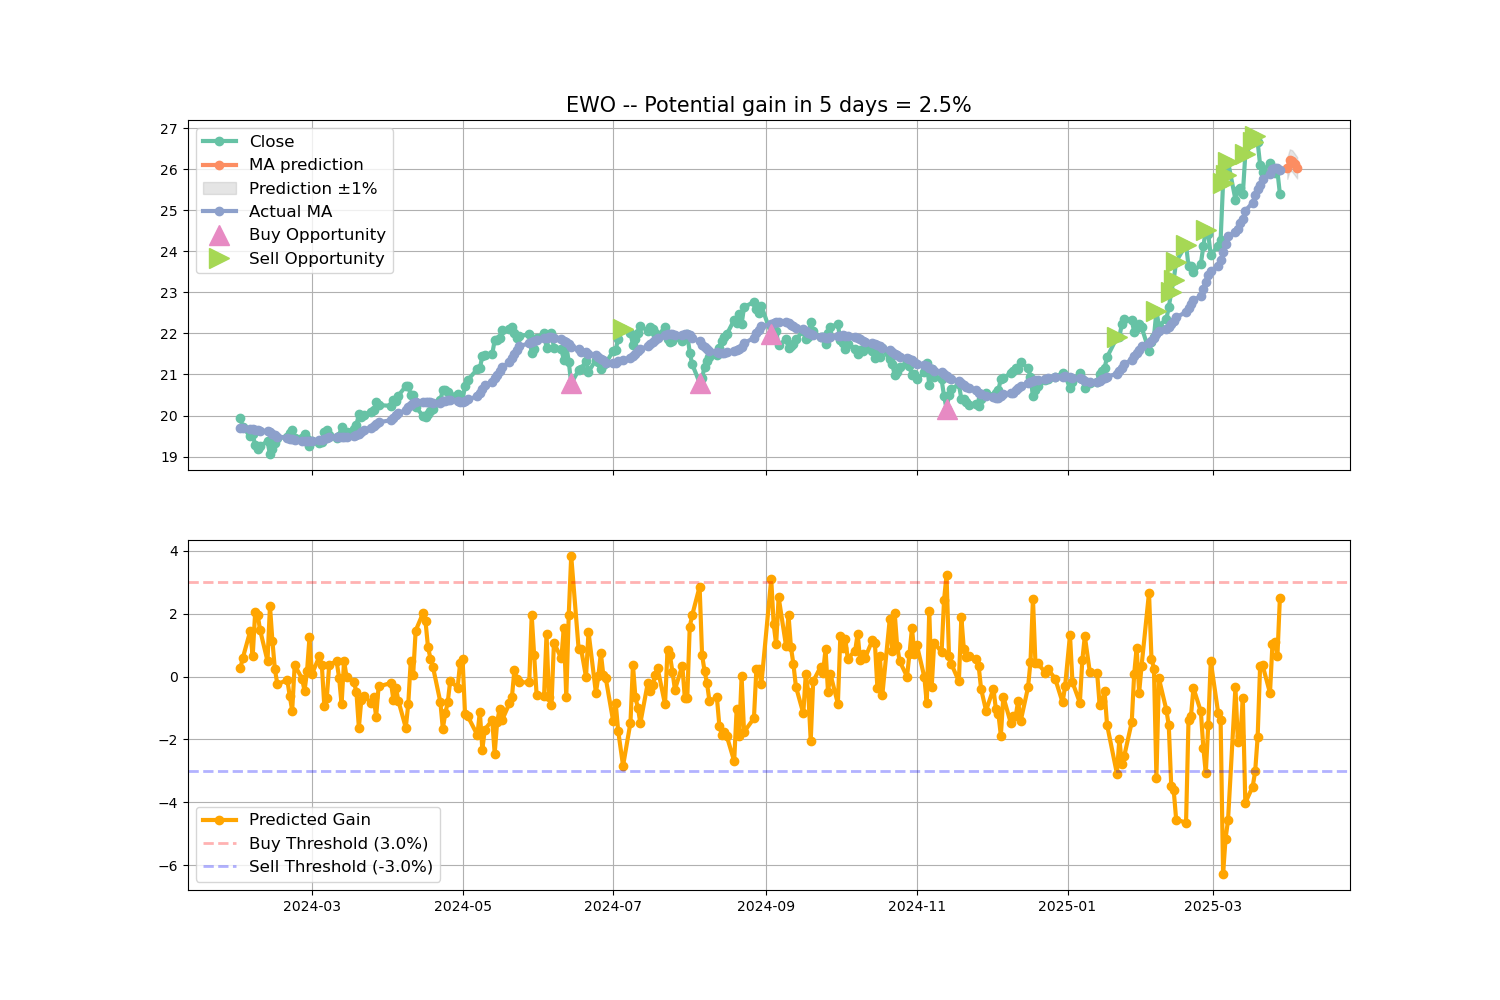 EWO -- Potential gain in 5 days = 2.5%
27
26
25
24
23
22
21
20
19
Close
MA prediction
Prediction ±1%
Actual MA
Buy Opportunity
Sell Opportunity
4
2
0
−2
−4
−6
Predicted Gain
Buy Threshold (3.0%)
Sell Threshold (-3.0%)
2024-03
2024-05
2024-07
2024-09
2024-11
2025-01
2025-03